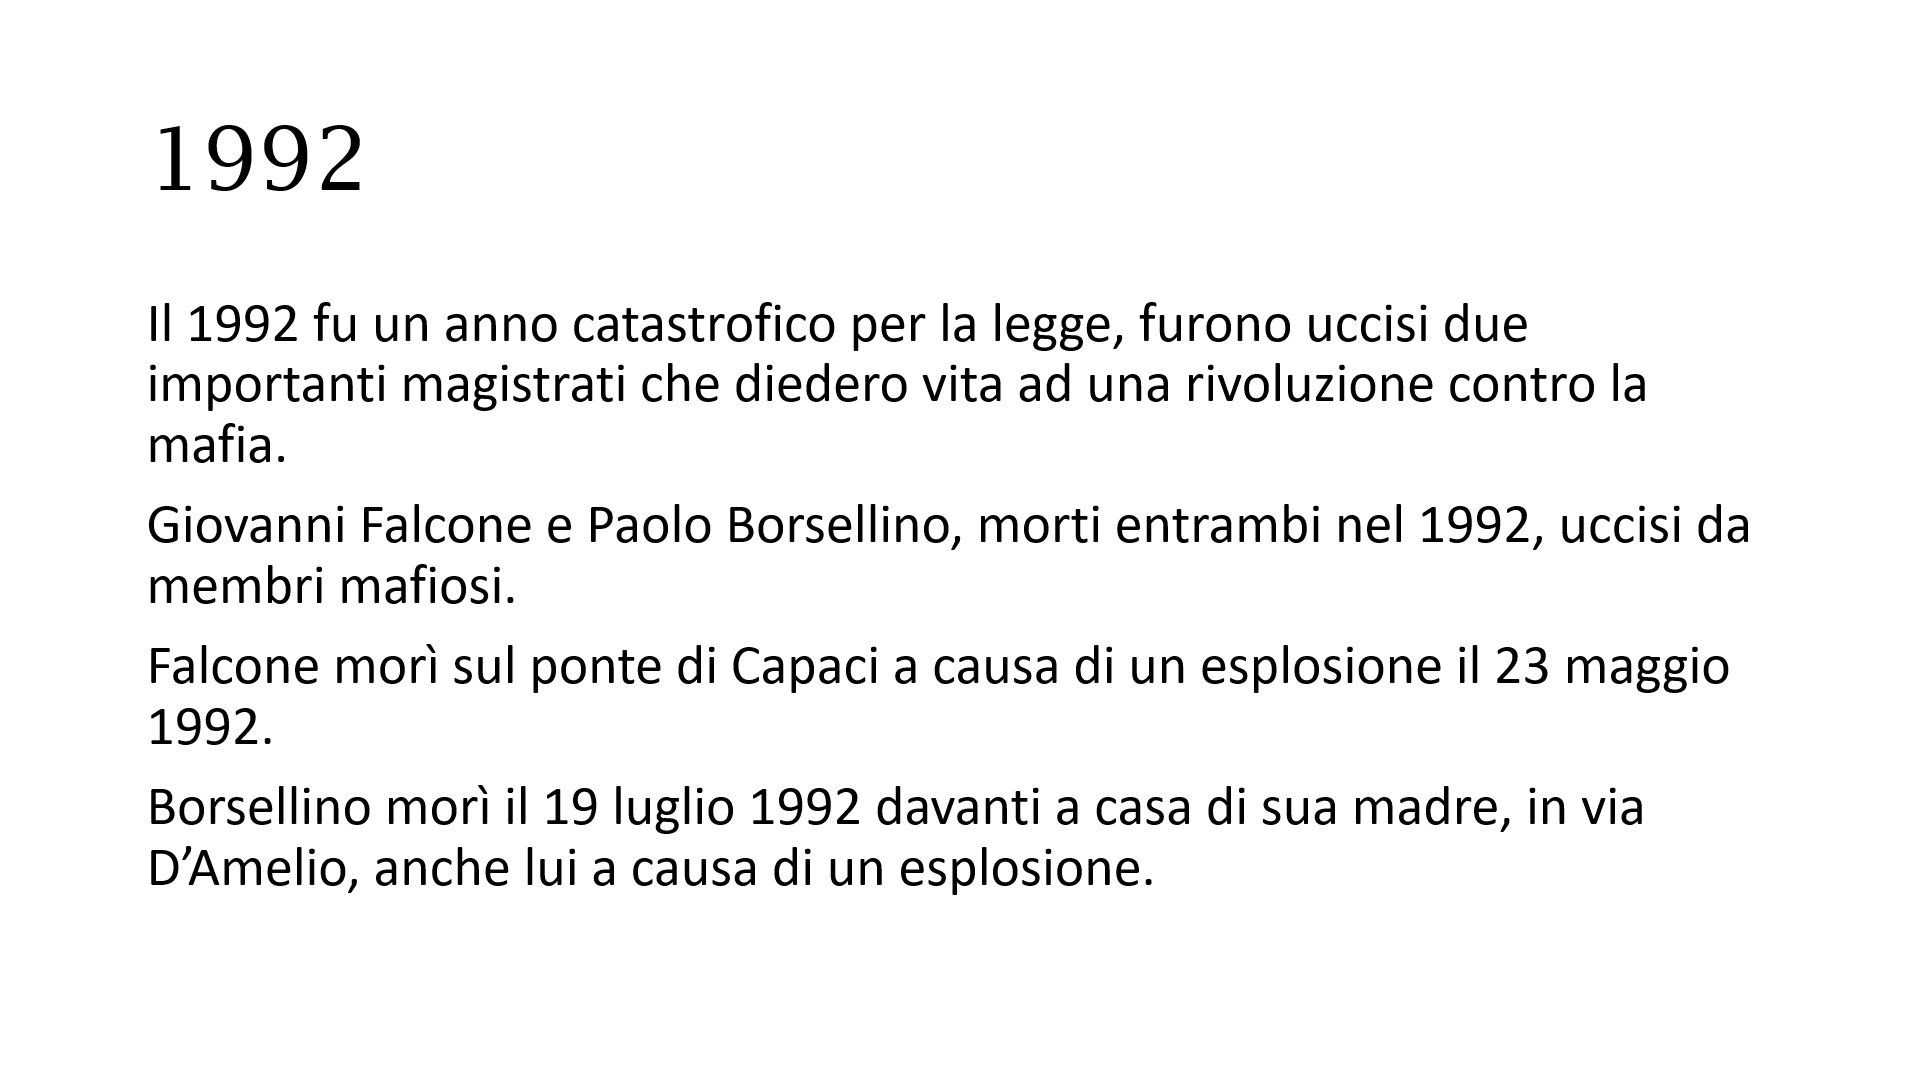 1992
Il 1992 fu un anno catastrofico per la legge, furono uccisi due
importanti magistrati che diedero vita ad una rivoluzione contro la
mafia.
Giovanni Falcone e Paolo Borsellino, morti entrambi nel 1992, uccisi da
membri mafiosi.
Falcone morì sul ponte di Capaci a causa di un esplosione il 23 maggio
1992.
Borsellino morì il 19 luglio 1992 davanti a casa di sua madre, in via
D’Amelio, anche lui a causa di un esplosione.